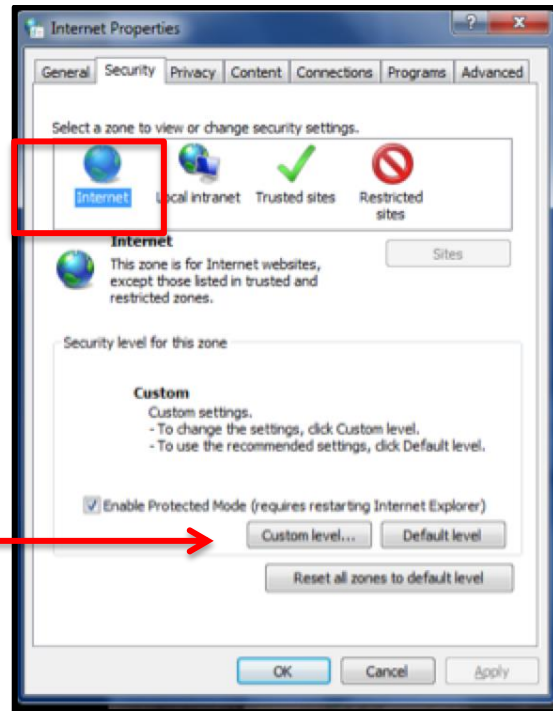 Internet Properties
General Security Privacy Content Connections Programs Advanced
Select a zone to view or change security settings.
Internet Local intranet Trusted sites Restricted sites
Internet
Sites
This zone is for Internet websites,
except those listed in trusted and
restricted zones.
Security level for this zone
Custom
Custom settings.
- To change the settings, click Custom level.
- To use the recommended settings, click Default level.
Enable Protected Mode (requires restarting Internet Explorer)
Custom level... Default level
Reset all zones to default level
OK Cancel Apply